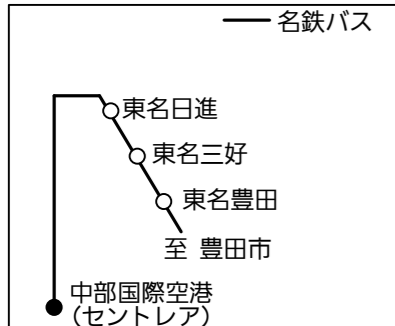 名鉄バス
東名日進
東名三好
東名豊田
至 豊田市
中部国際空港
（セントレア）